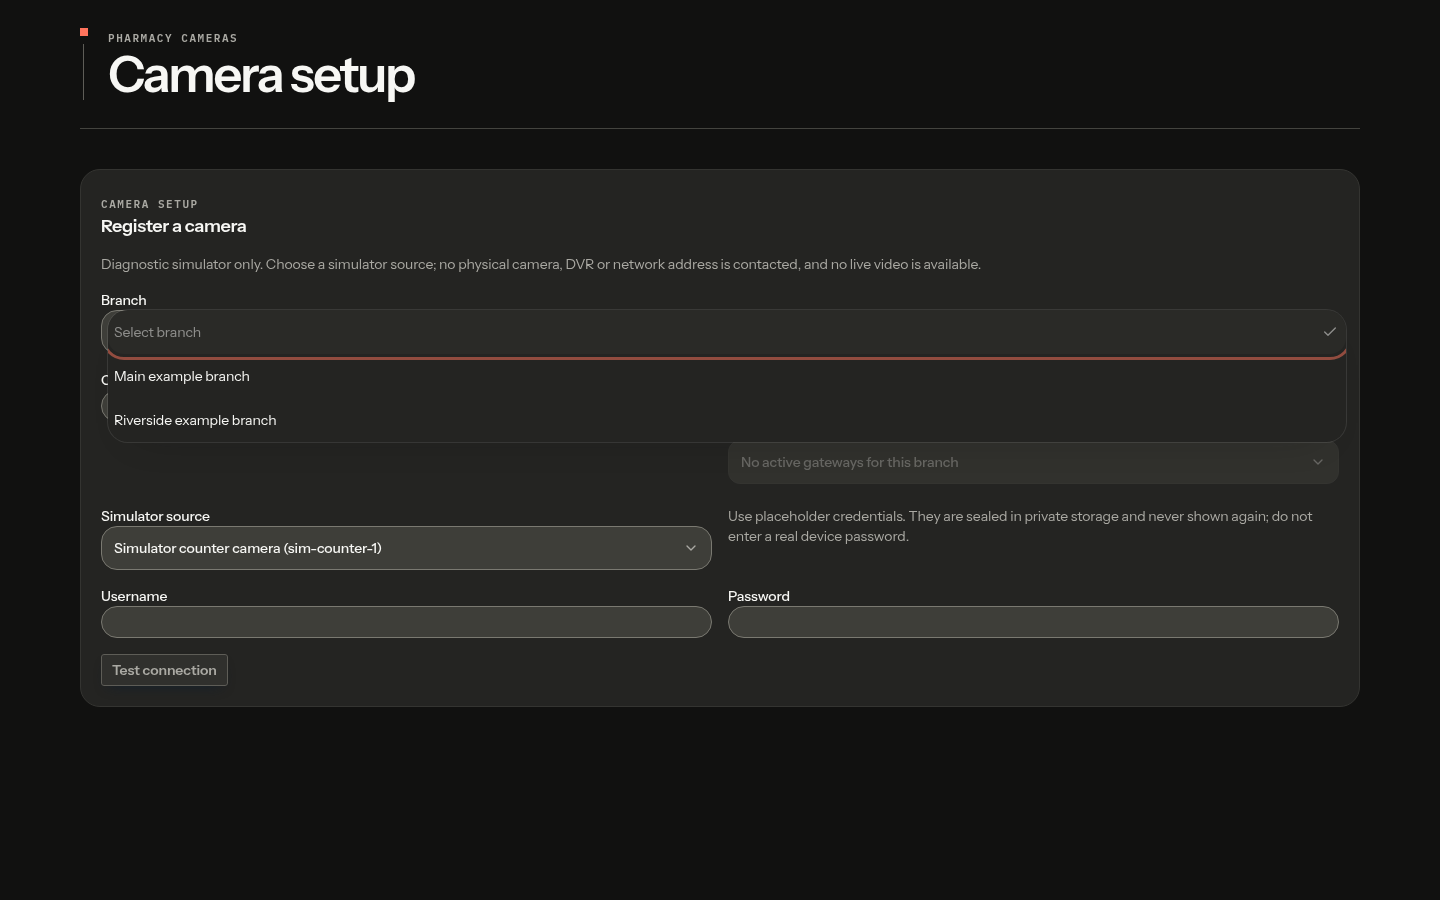 PHARMACY CAMERAS
Camera setup
CAMERA SETUP
Register a camera
Diagnostic simulator only. Choose a simulator source; no physical camera, DVR or network address is contacted, and no live video is available.
Branch
Select branch
Main example branch
Riverside example branch
No active gateways for this branch
Simulator source
Simulator counter camera (sim-counter-1)
Use placeholder credentials. They are sealed in private storage and never shown again; do not
enter a real device password.
Username
Password
Test connection